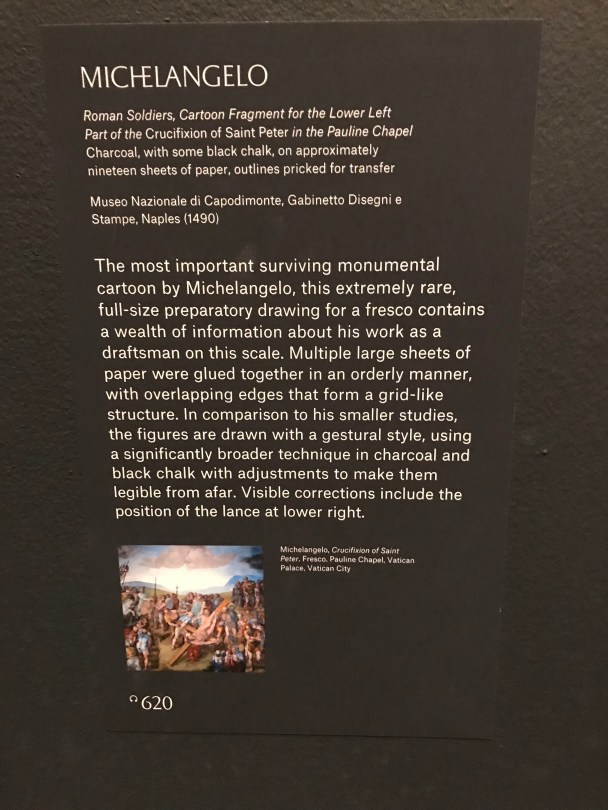 MICHELANGELO
Roman Soldiers, Cartoon Fragment for the Lower Left
Part of the Crucifixion of Saint Peter in the Pauline Chapel
Charcoal, with some black chalk, on approximately
nineteen sheets of paper, outlines pricked for transfer
Museo Nazionale di Capodimonte, Gabinetto Disegni e
Stampe, Naples (1490)
The most important surviving monumental
cartoon by Michelangelo, this extremely rare,
full-size preparatory drawing for a fresco contains
a wealth of information about his work as a
draftsman on this scale. Multiple large sheets of
paper were glued together in an orderly manner,
with overlapping edges that form a grid-like
structure. In comparison to his smaller studies,
the figures are drawn with a gestural style, using
a significantly broader technique in charcoal and
black chalk with adjustments to make them
legible from afar. Visible corrections include the
position of the lance at lower right.
Michelangelo, Crucifixion of Saint
Peter. Fresco. Pauline Chapel, Vatican
Palace, Vatican City
620